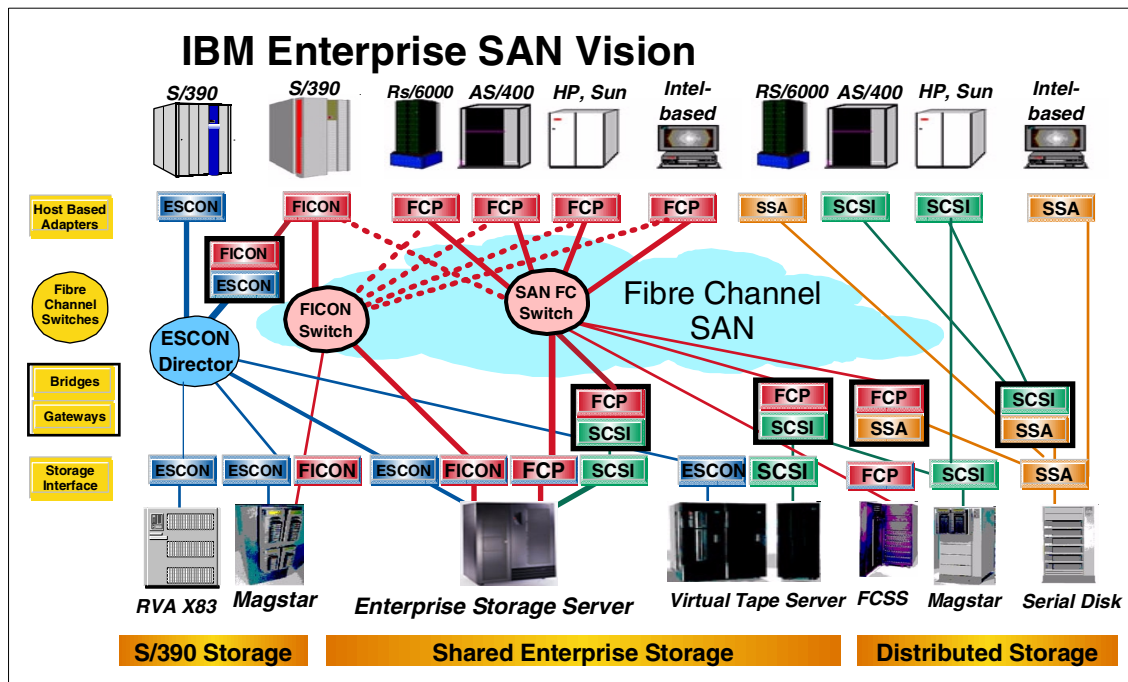 IBM Enterprise SAN Vision
S/390
S/390
Rs/6000
AS/400
HP, Sun
Intel-
based
RS/6000
AS/400
HP, Sun
Intel-
based
Host Based
Adapters
ESCON
FICON
FCP
FCP
FCP
FCP
SSA
SCSI
SCSI
SSA
FICON
ESCON
Fibre
Channel
Switches
ESCON
Director
FICON
Switch
SAN FC
Switch
Fibre Channel
SAN
Bridges
Gateways
FCP
SCSI
FCP
SCSI
FCP
SSA
SCSI
SSA
Storage
Interface
ESCON
ESCON
FICON
ESCON
FICON
FCP
SCSI
ESCON
SCSI
FCP
SCSI
SSA
RVA X83
Magstar
Enterprise Storage Server
Virtual Tape Server
FCSS
Magstar
Serial Disk
S/390 Storage
Shared Enterprise Storage
Distributed Storage